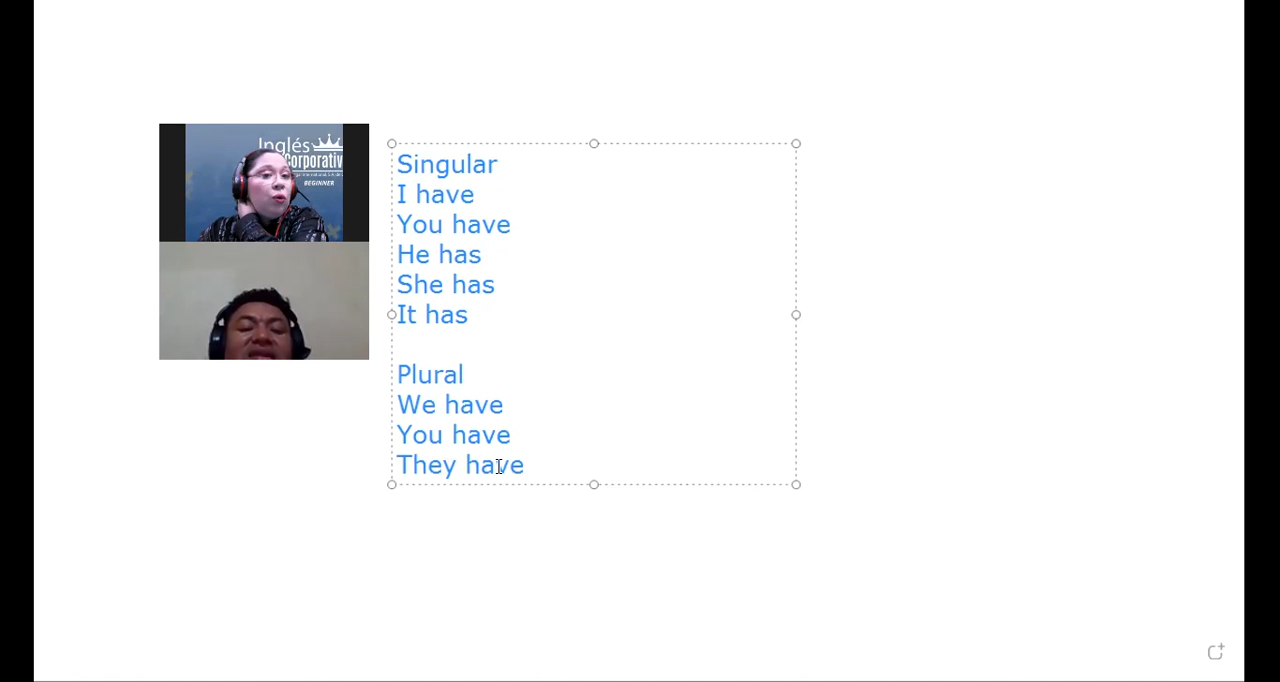 Inglés
Corporativ
BEGINNER
Singular
I have
You have
He has
She has
It has
Plural
We have
You have
They have